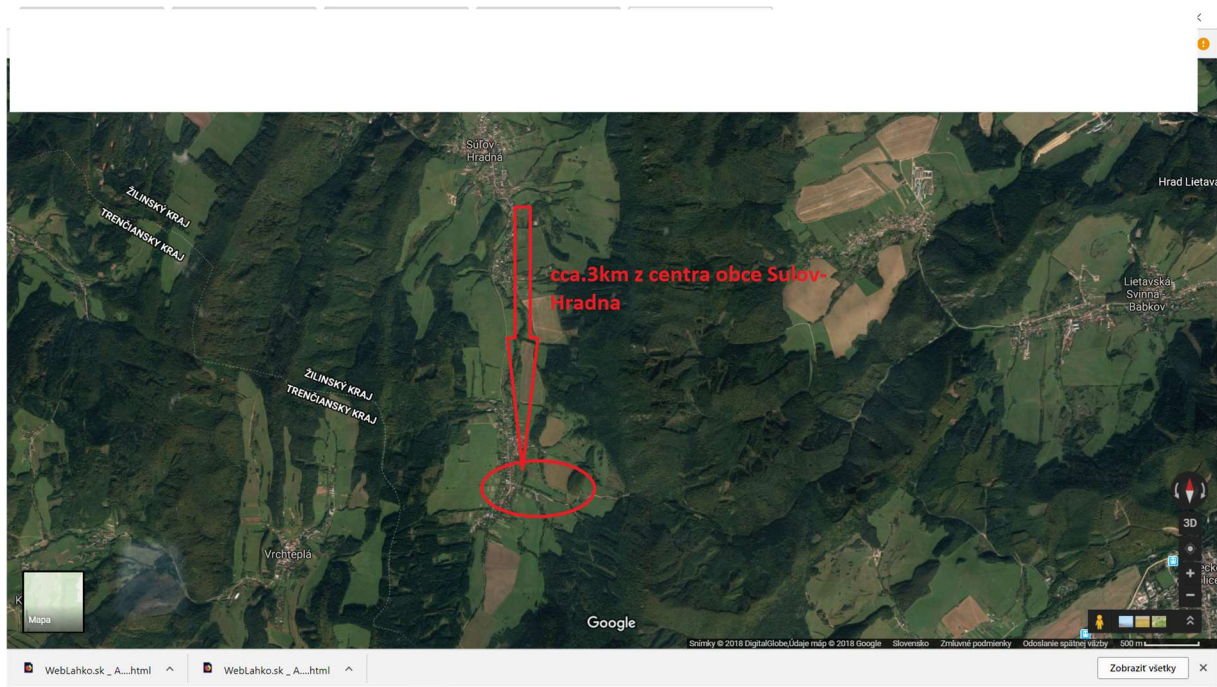 Súľov
Hradná
Hrad Lietava
ŽILINSKÝ KRAJ
TRENČIANSKY KRAJ
cca.3km z centra obce Sulov-
Hradna
Lietavská
Svinná -
Babkov
ŽILINSKÝ KRAJ
TRENČIANSKY KRAJ
Vrchteplá
3D
Mapa
Google
Snímky © 2018 DigitalGlobe,Údaje máp © 2018 Google Slovensko Zmluvné podmienky Odoslanie spätnej väzby 500 m
WebLahko.sk _ A....html WebLahko.sk _ A....html Zobraziť všetky